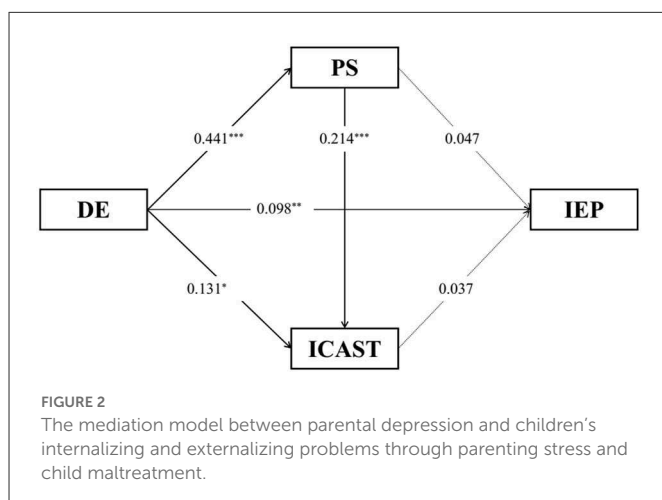 PS
0.441***
0.214***
0.047
DE
0.098**
IEP
0.131*
0.037
ICAST
FIGURE 2
The mediation model between parental depression and children's
internalizing and externalizing problems through parenting stress and
child maltreatment.